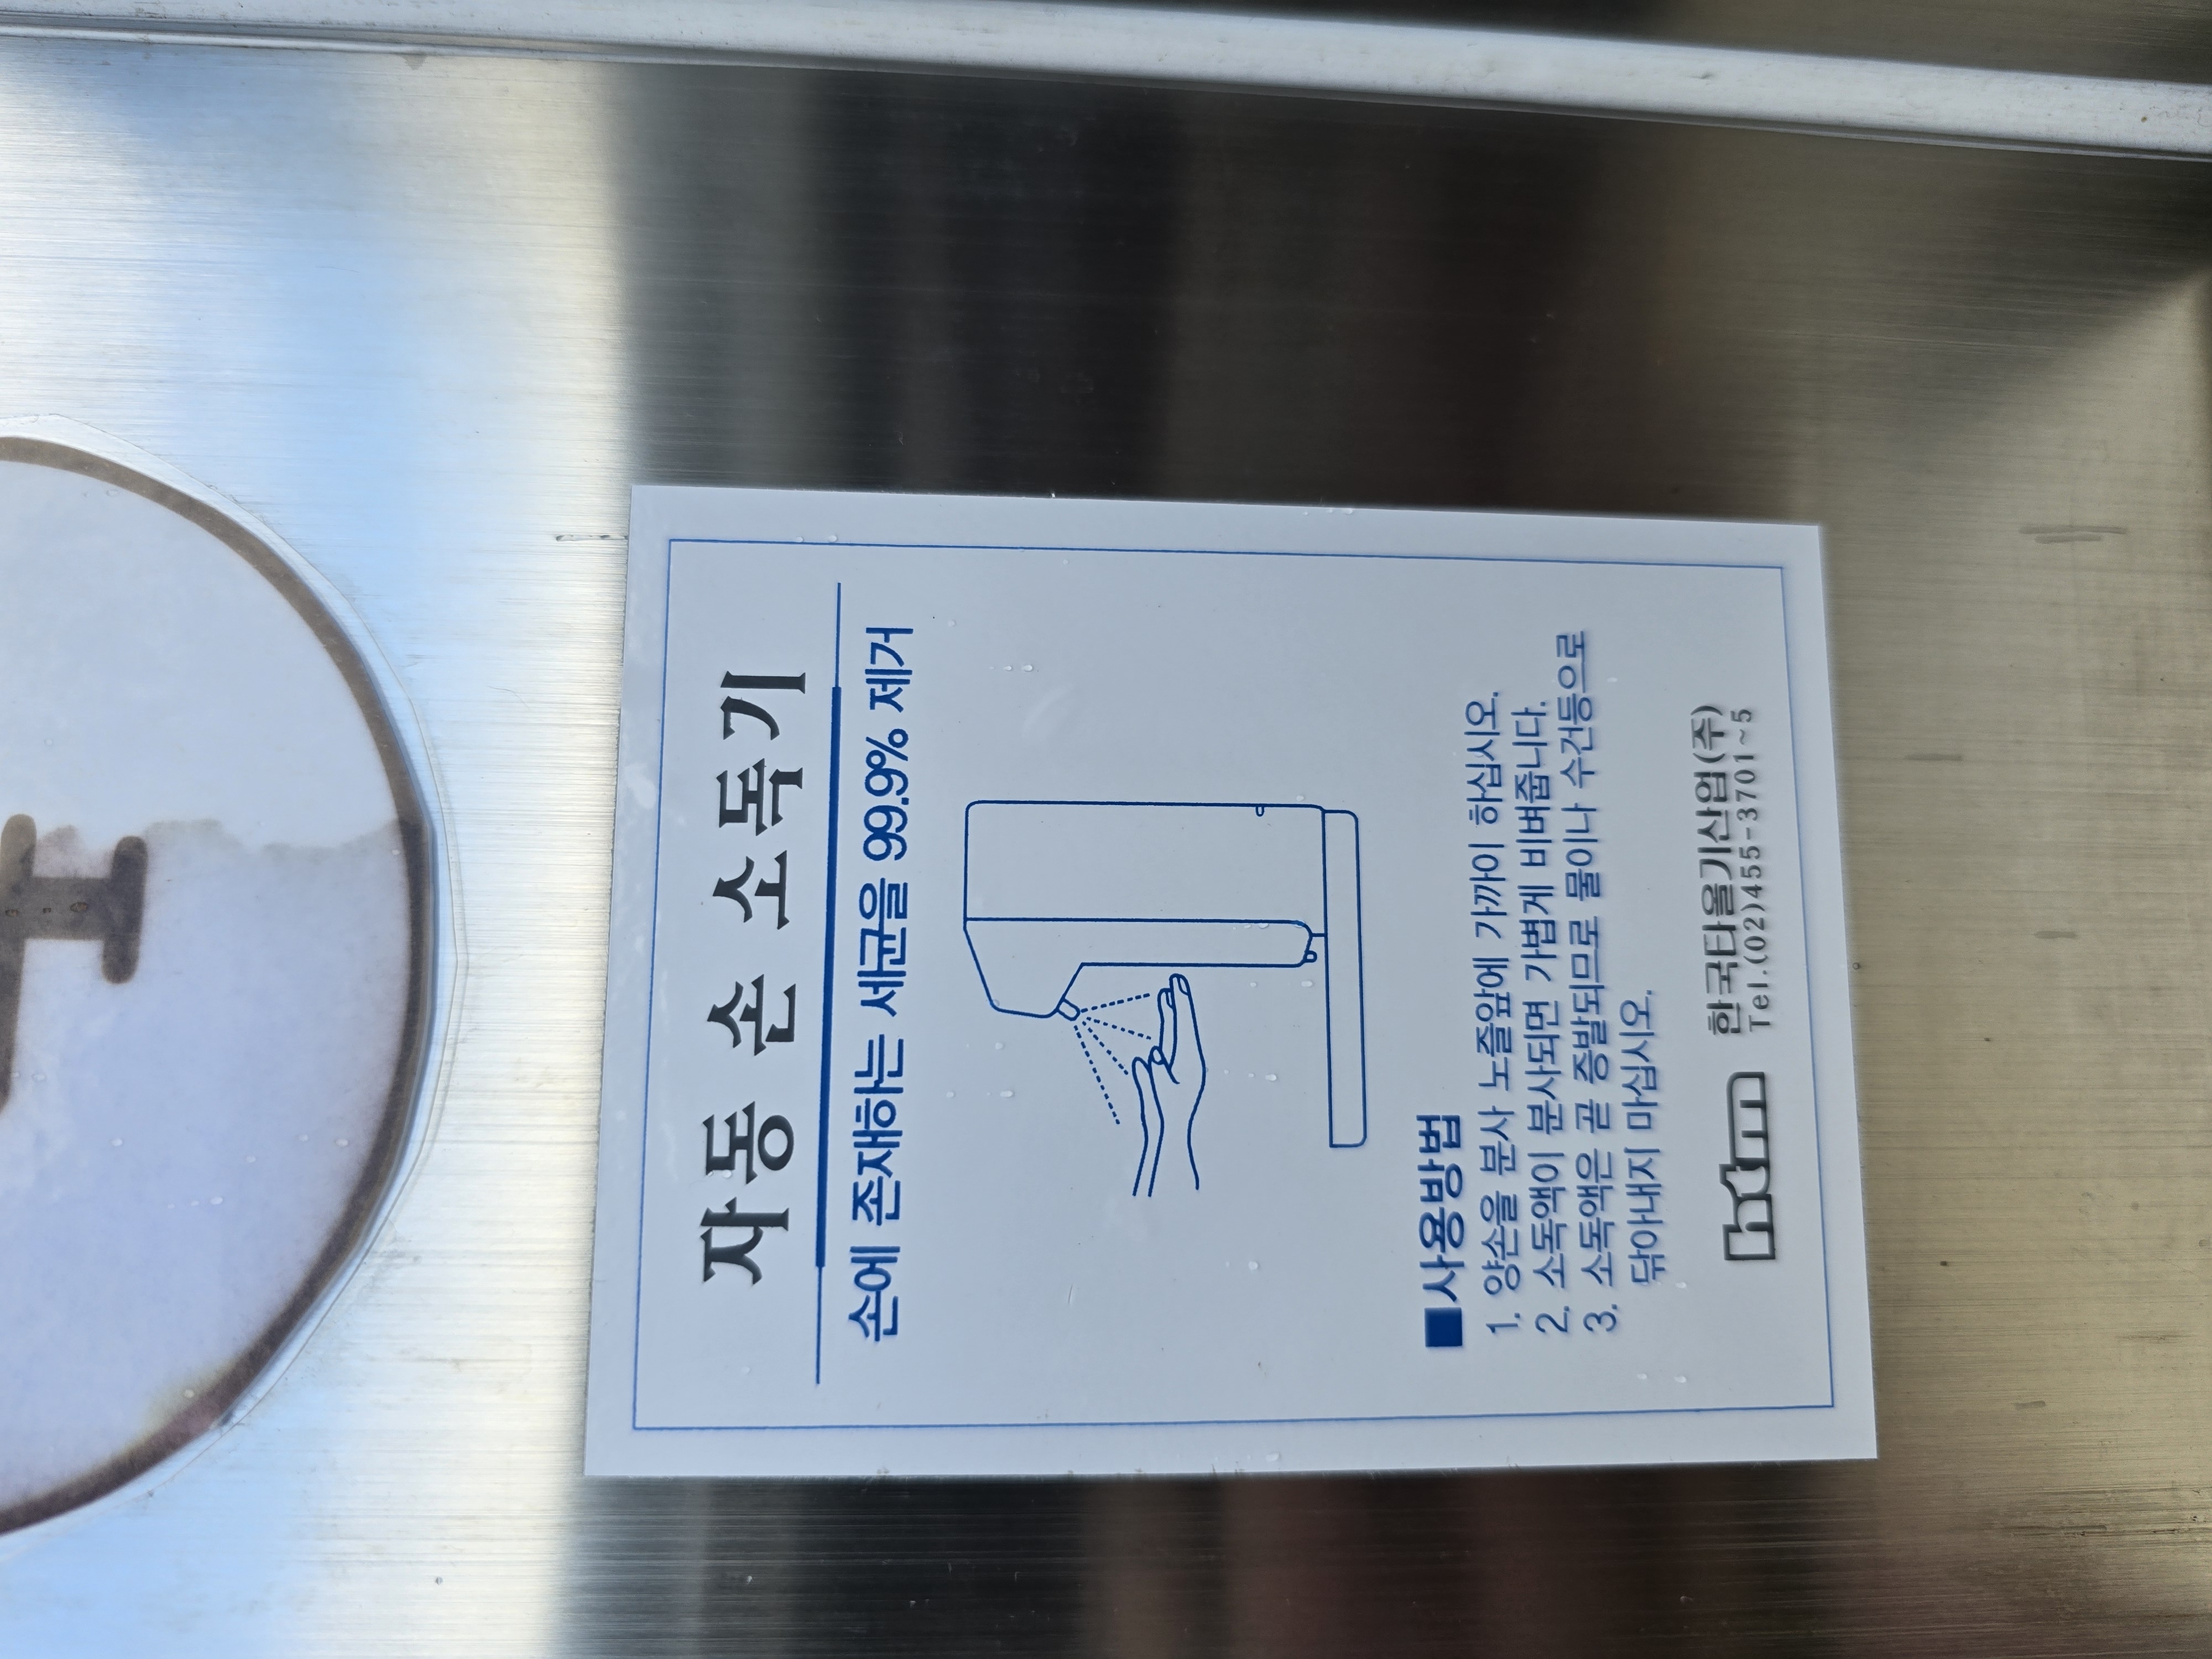 자동 손 소독기
손에 존재하는 세균을 99.9% 제거
■사용방법
1. 양손을 분사 노즐앞에 가까이 하십시오.
2. 소독액이 분사되면 가볍게 비벼줍니다.
3. 소독액은 곧 증발되므로 물이나 수건등으로
닦아내지 마십시오.
htm 한국타올기산업(주)
Tel.(02)455-3701~5